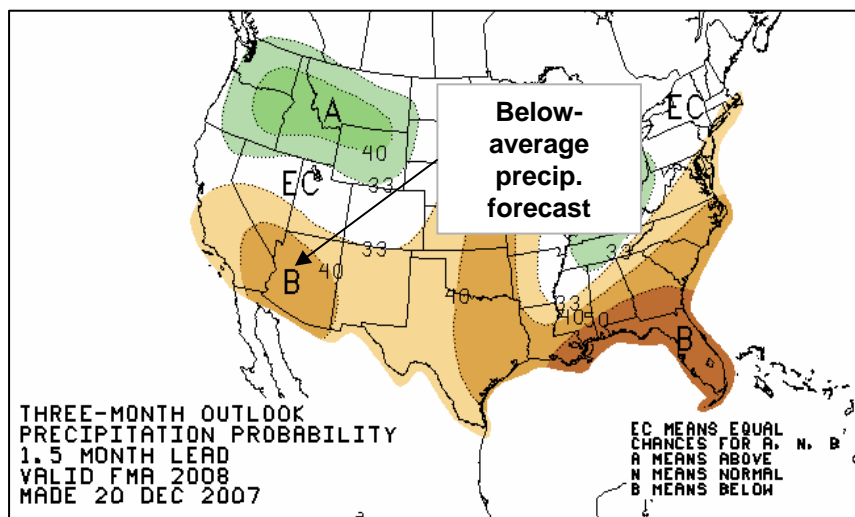 A
40
33
EC
Below-
average
precip.
forecast
EC
33
33
B
40
40
33
40 50
B
THREE-MONTH OUTLOOK
PRECIPITATION PROBABILITY
1.5 MONTH LEAD
VALID FMA 2008
MADE 20 DEC 2007
EC MEANS EQUAL
CHANCES FOR A, N, B
A MEANS ABOVE
N MEANS NORMAL
B MEANS BELOW